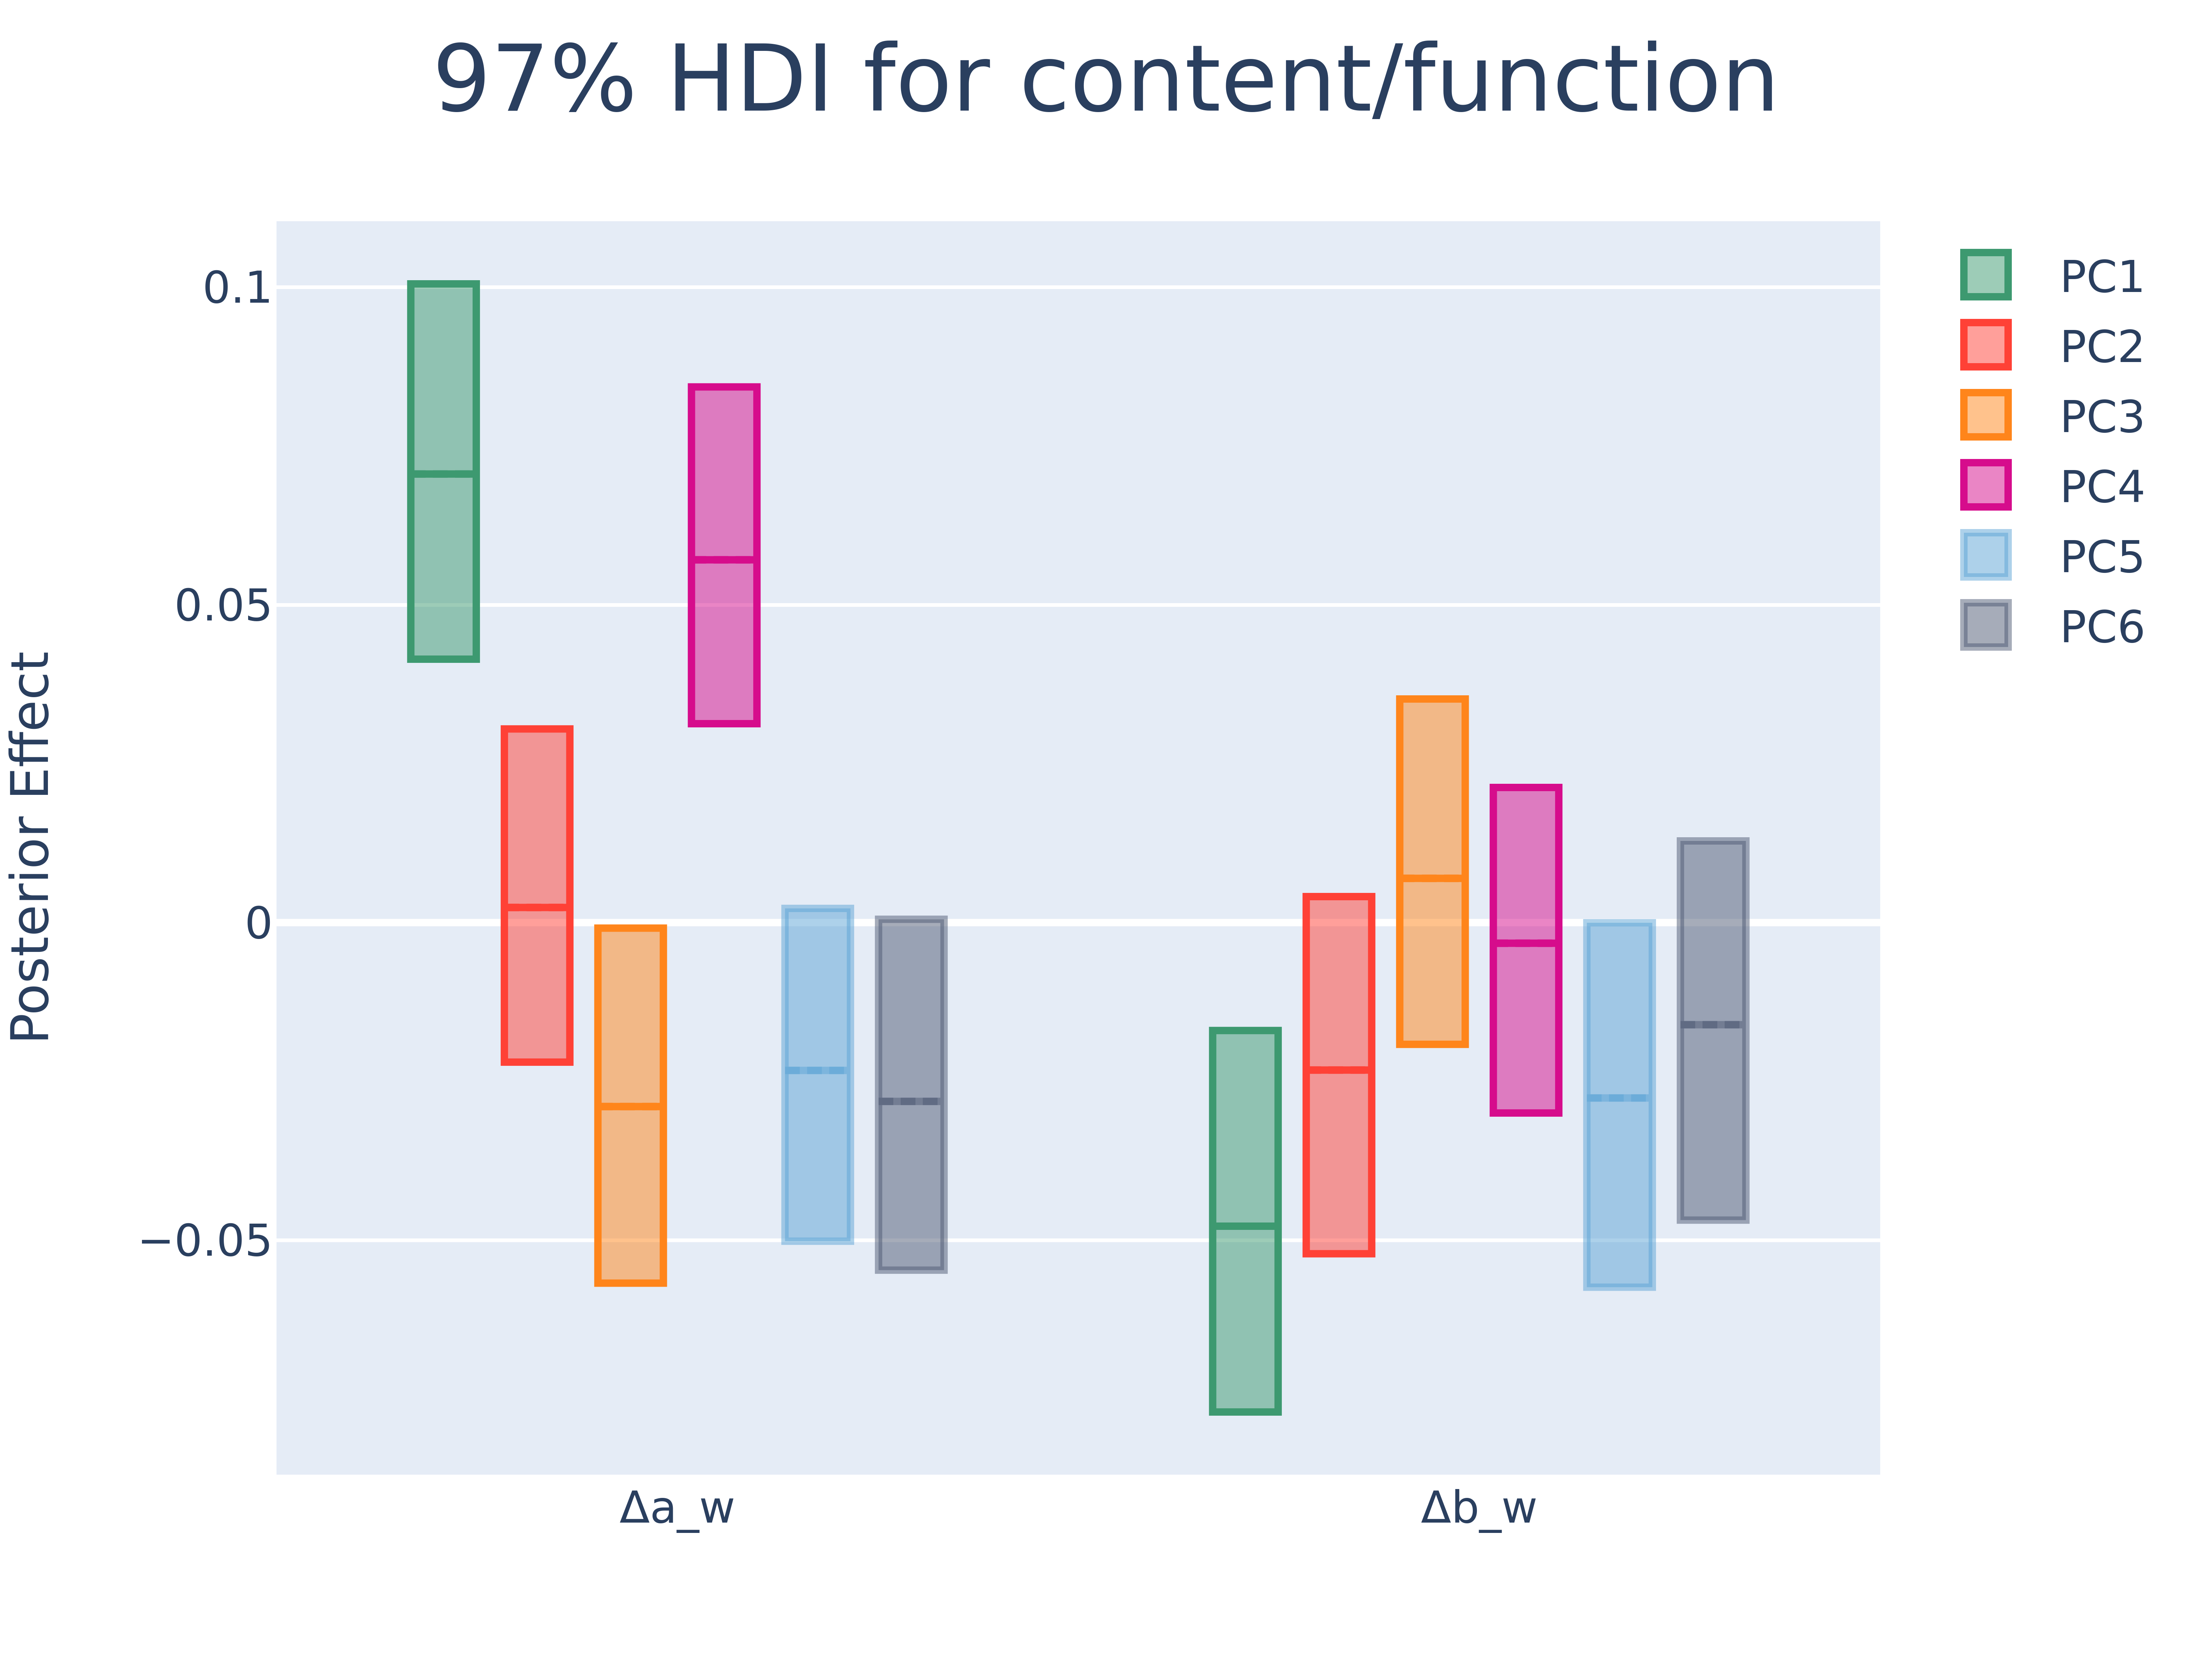 97% HDI for content/function
Posterior Effect
0.1
0.05
0
−0.05
Δa_w
Δb_w
PC1
PC2
PC3
PC4
PC5
PC6